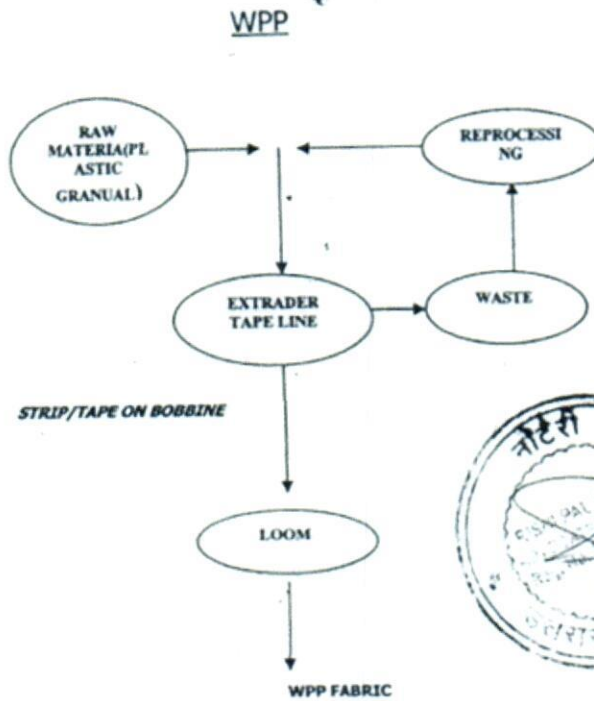 WPP
RAW
MATERIA(PL
ASTIC
GRANUAL)
REPROCESSI
NG
EXTRADER
TAPE LINE
WASTE
STRIP/TAPE ON BOBBINE
LOOM
WPP FABRIC
नोटरी